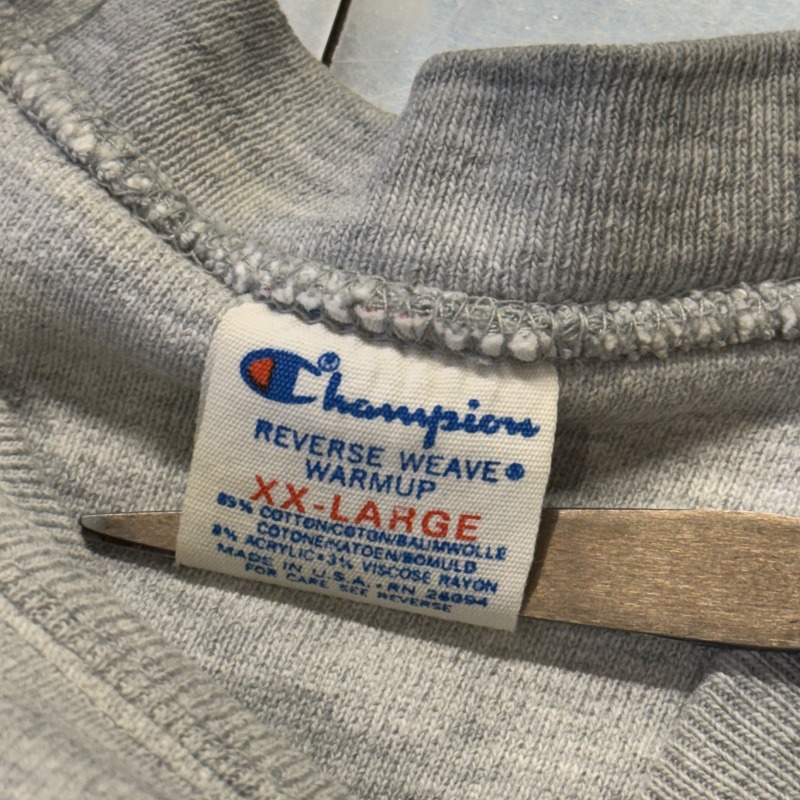 Champion®
REVERSE WEAVE®
WARMUP
XX-LARGE
89% COTTON/COTON/BAUMWOLLE
COTONE/KATOEN/BOMULD
8% ACRYLIC•3% VISCOSE RAYON
MADE IN U.S.A. • RN 26094
FOR CARE SEE REVERSE